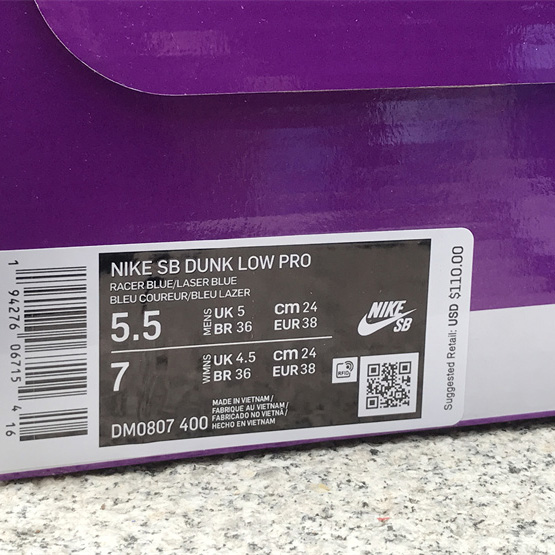 NIKE SB DUNK LOW PRO
RACER BLUE/LASER BLUE
BLEU COUREUR/BLEU LAZER
5.5 MENS UK 5 CM 24
BR 36 EUR 38
7 WMNS UK 4.5 CM 24
BR 36 EUR 38
RFID
MADE IN VIETNAM/
FABRIQUE AU VIETNAM/
FABRICADO NO VIETNÃ/
HECHO EN VIETNAM
DM0807 400
NIKE
SB
Suggested Retail: USD $110.00
1 94276 06715 4 16